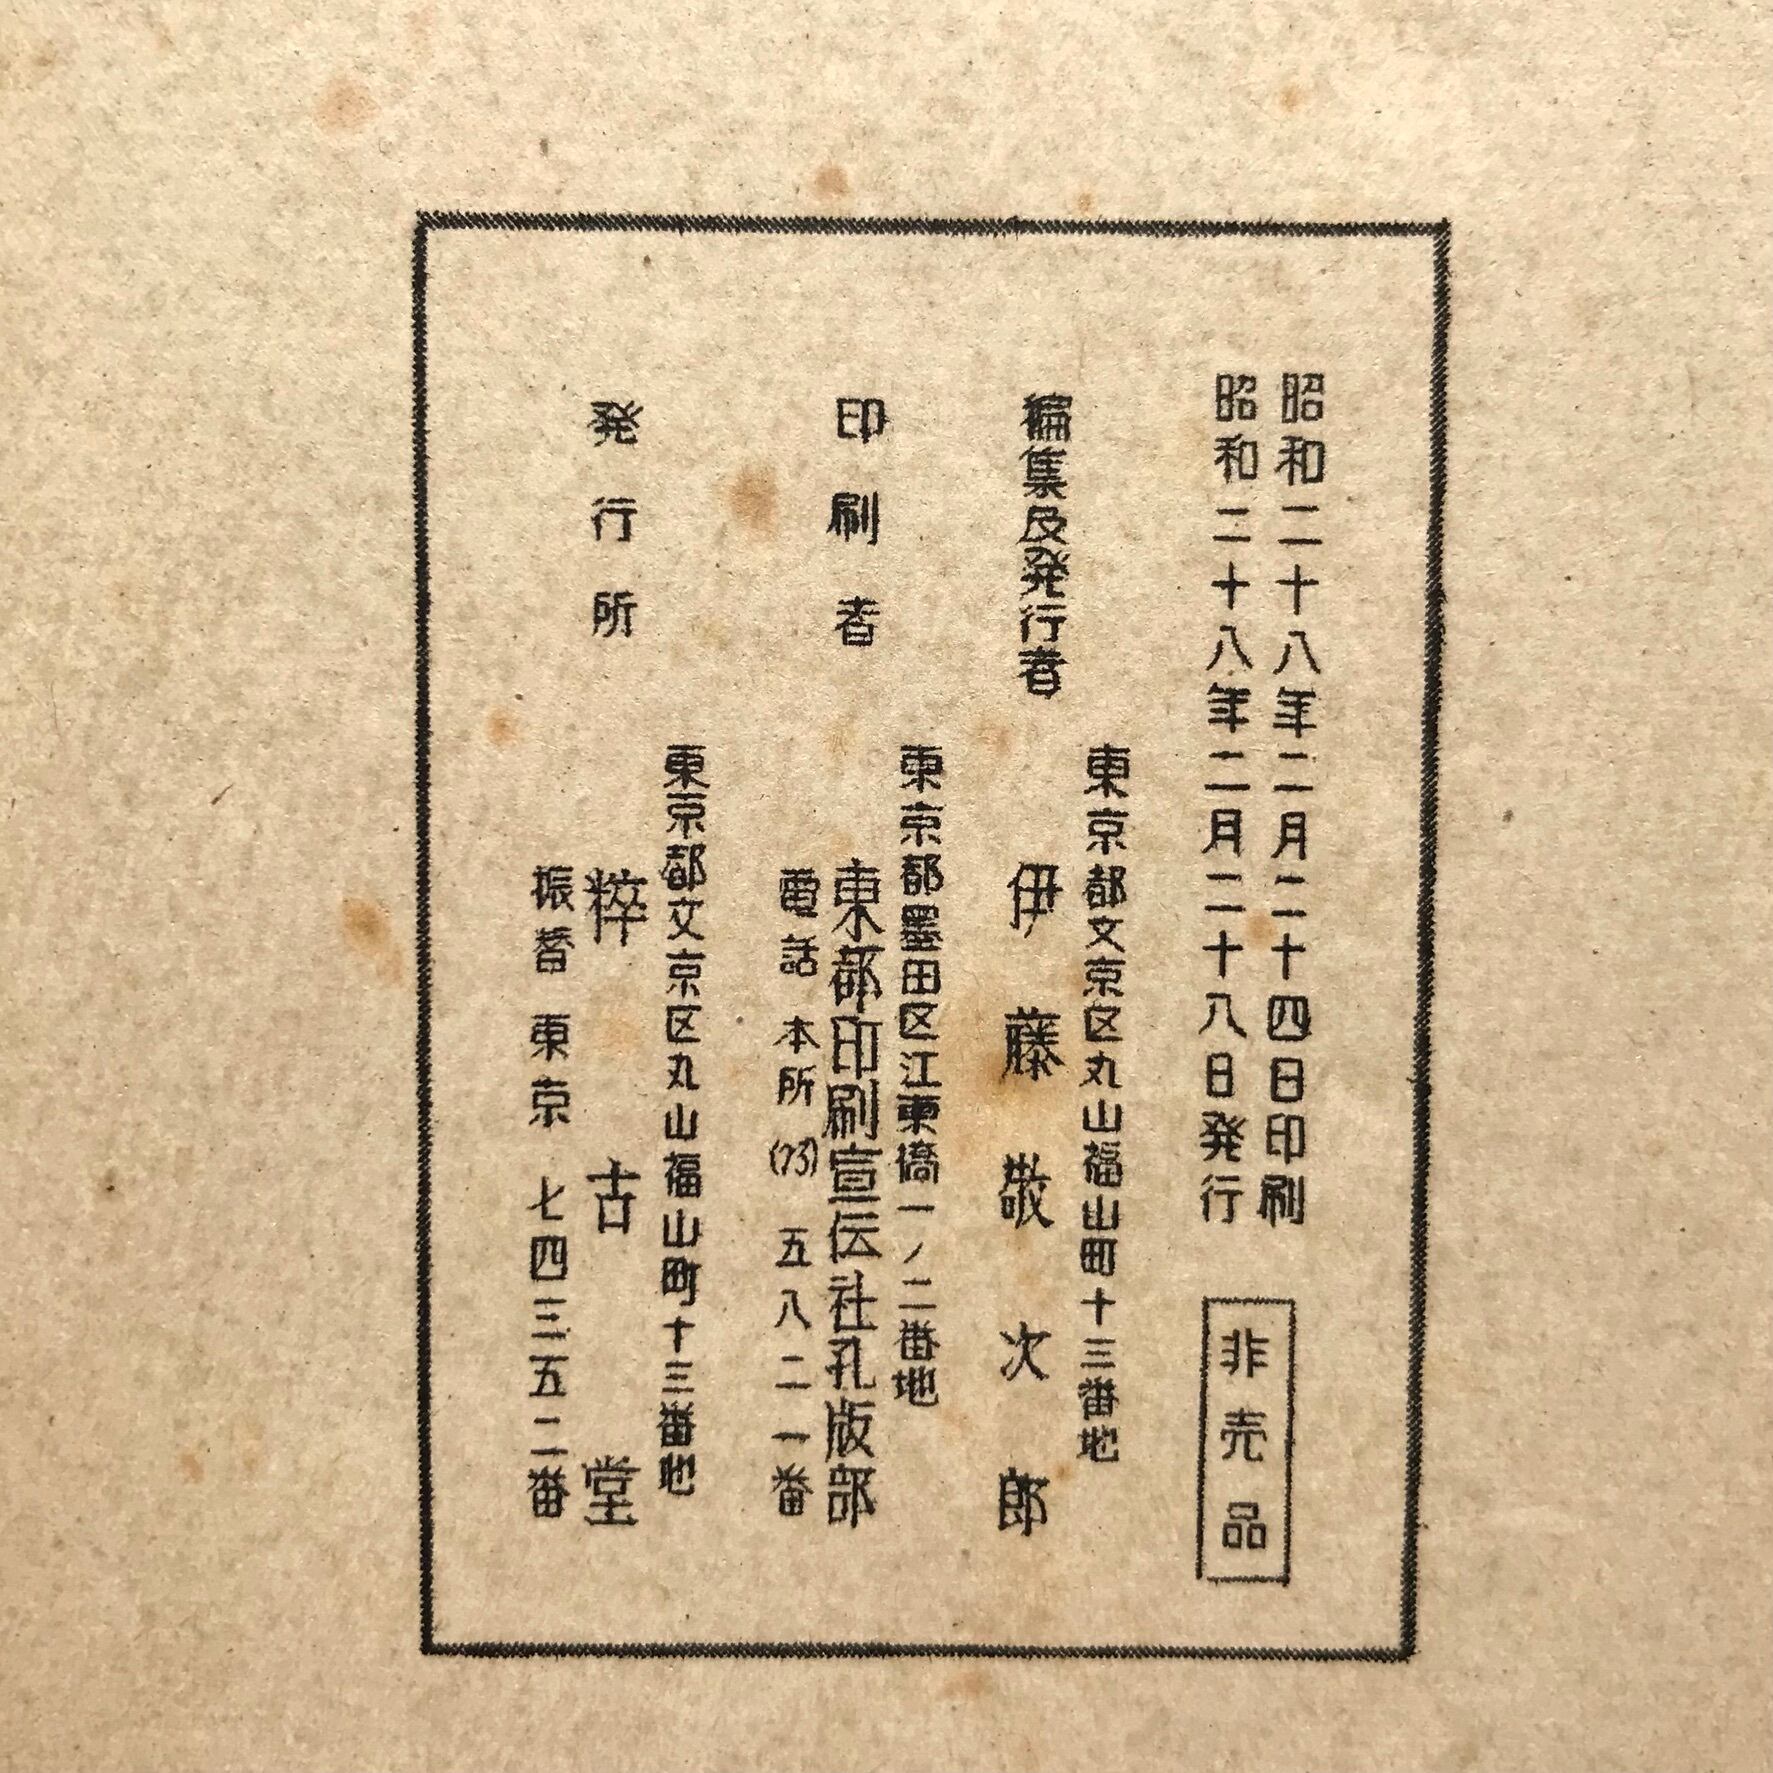 昭和二十八年二月二十四日印刷
昭和二十八年二月二十八日発行
非売品
編集及発行者
東京都文京区丸山福山町十三番地
伊藤敬次郎
印刷者
東京都墨田区江東橋一ノ二番地
東都印刷宣伝社孔版部
電話 本所(73) 五八二一番
発行所
東京都文京区丸山福山町十三番地
粹古堂
振替 東京 七四三五二番